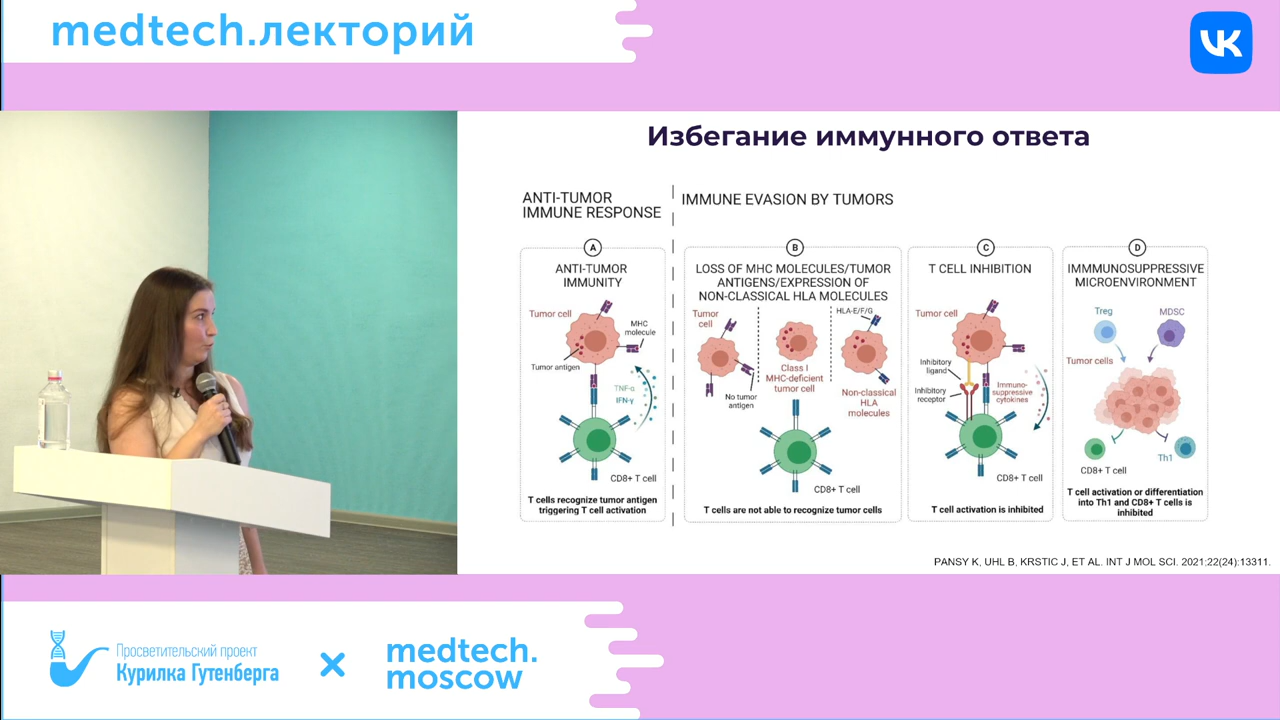 medtech.лекторий
VK
Избегание иммунного ответа
ANTI-TUMOR
IMMUNE RESPONSE
IMMUNE EVASION BY TUMORS
A
ANTI-TUMOR
IMMUNITY
Tumor cell
MHC
molecule
Tumor antigen
TNF-α
IFN-γ
CD8+ T cell
T cells recognize tumor antigen
triggering T cell activation
B
LOSS OF MHC MOLECULES/TUMOR
ANTIGENS/EXPRESSION OF
NON-CLASSICAL HLA MOLECULES
Tumor
cell
No tumor
antigen
Class I
MHC-deficient
tumor cell
HLA-E/F/G
Non-classical
HLA
molecules
CD8+ T cell
T cells are not able to recognize tumor cells
C
T CELL INHIBITION
Tumor cell
Inhibitory
ligand
Inhibitory
receptor
Immuno-
suppressive
cytokines
CD8+ T cell
T cell activation is inhibited
D
IMMMUNOSUPPRESSIVE
MICROENVIRONMENT
Treg
MDSC
Tumor cells
CD8+ T cell
Th1
T cell activation or differentiation
into Th1 and CD8+ T cells is
inhibited
PANSY K, UHL B, KRSTIC J, ET AL. INT J MOL SCI. 2021;22(24):13311.
Просветительский проект
Курилка Гутенберга
×
medtech.
moscow